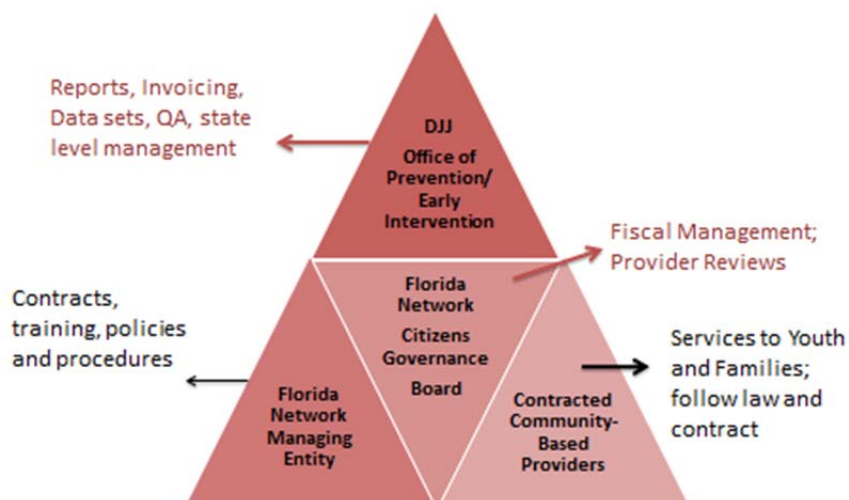 Reports, Invoicing,
Data sets, QA, state
level management
DJJ
Office of
Prevention/
Early
Intervention
Fiscal Management;
Provider Reviews
Florida
Network
Citizens
Governance
Board
Contracts,
training, policies
and procedures
Florida
Network
Managing
Entity
Contracted
Community-
Based
Providers
Services to Youth
and Families;
follow law and
contract